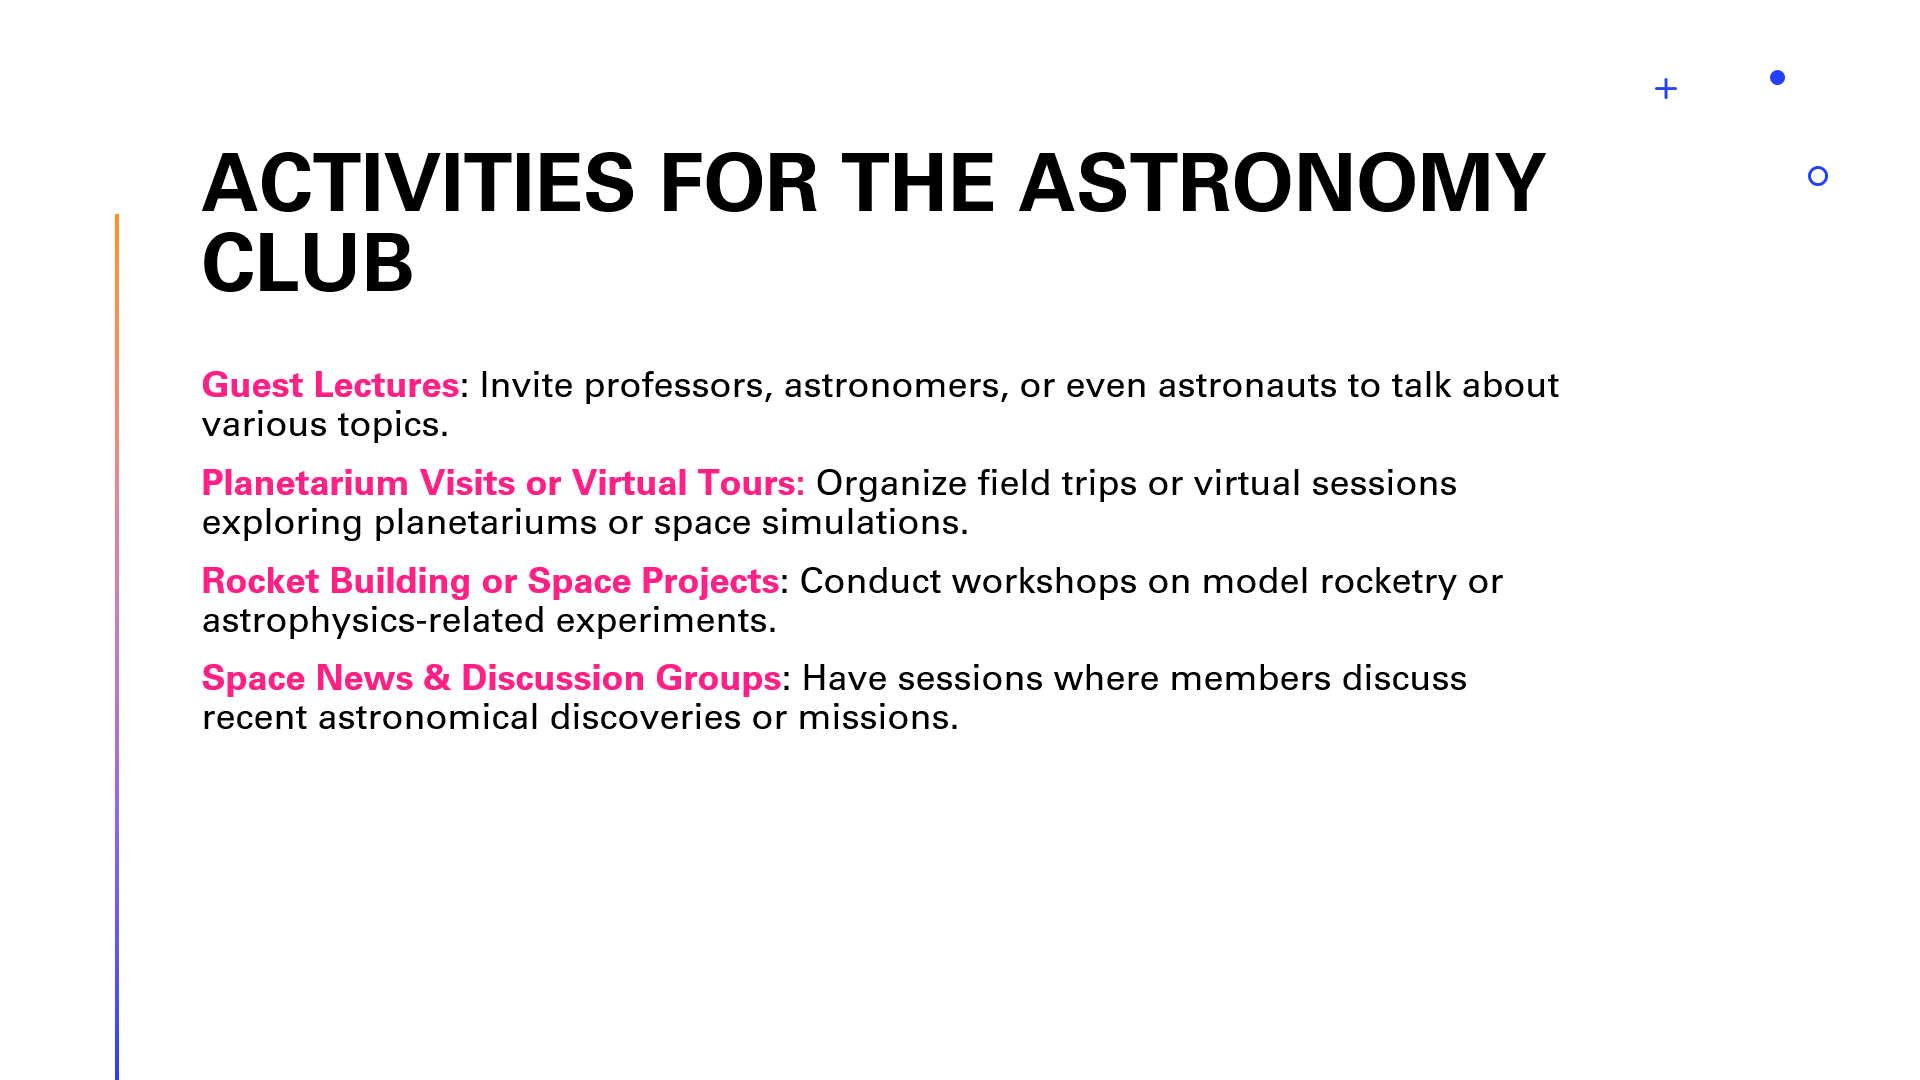 ACTIVITIES FOR THE ASTRONOMY
CLUB
Guest Lectures: Invite professors, astronomers, or even astronauts to talk about
various topics.
Planetarium Visits or Virtual Tours: Organize field trips or virtual sessions
exploring planetariums or space simulations.
Rocket Building or Space Projects: Conduct workshops on model rocketry or
astrophysics-related experiments.
Space News & Discussion Groups: Have sessions where members discuss
recent astronomical discoveries or missions.